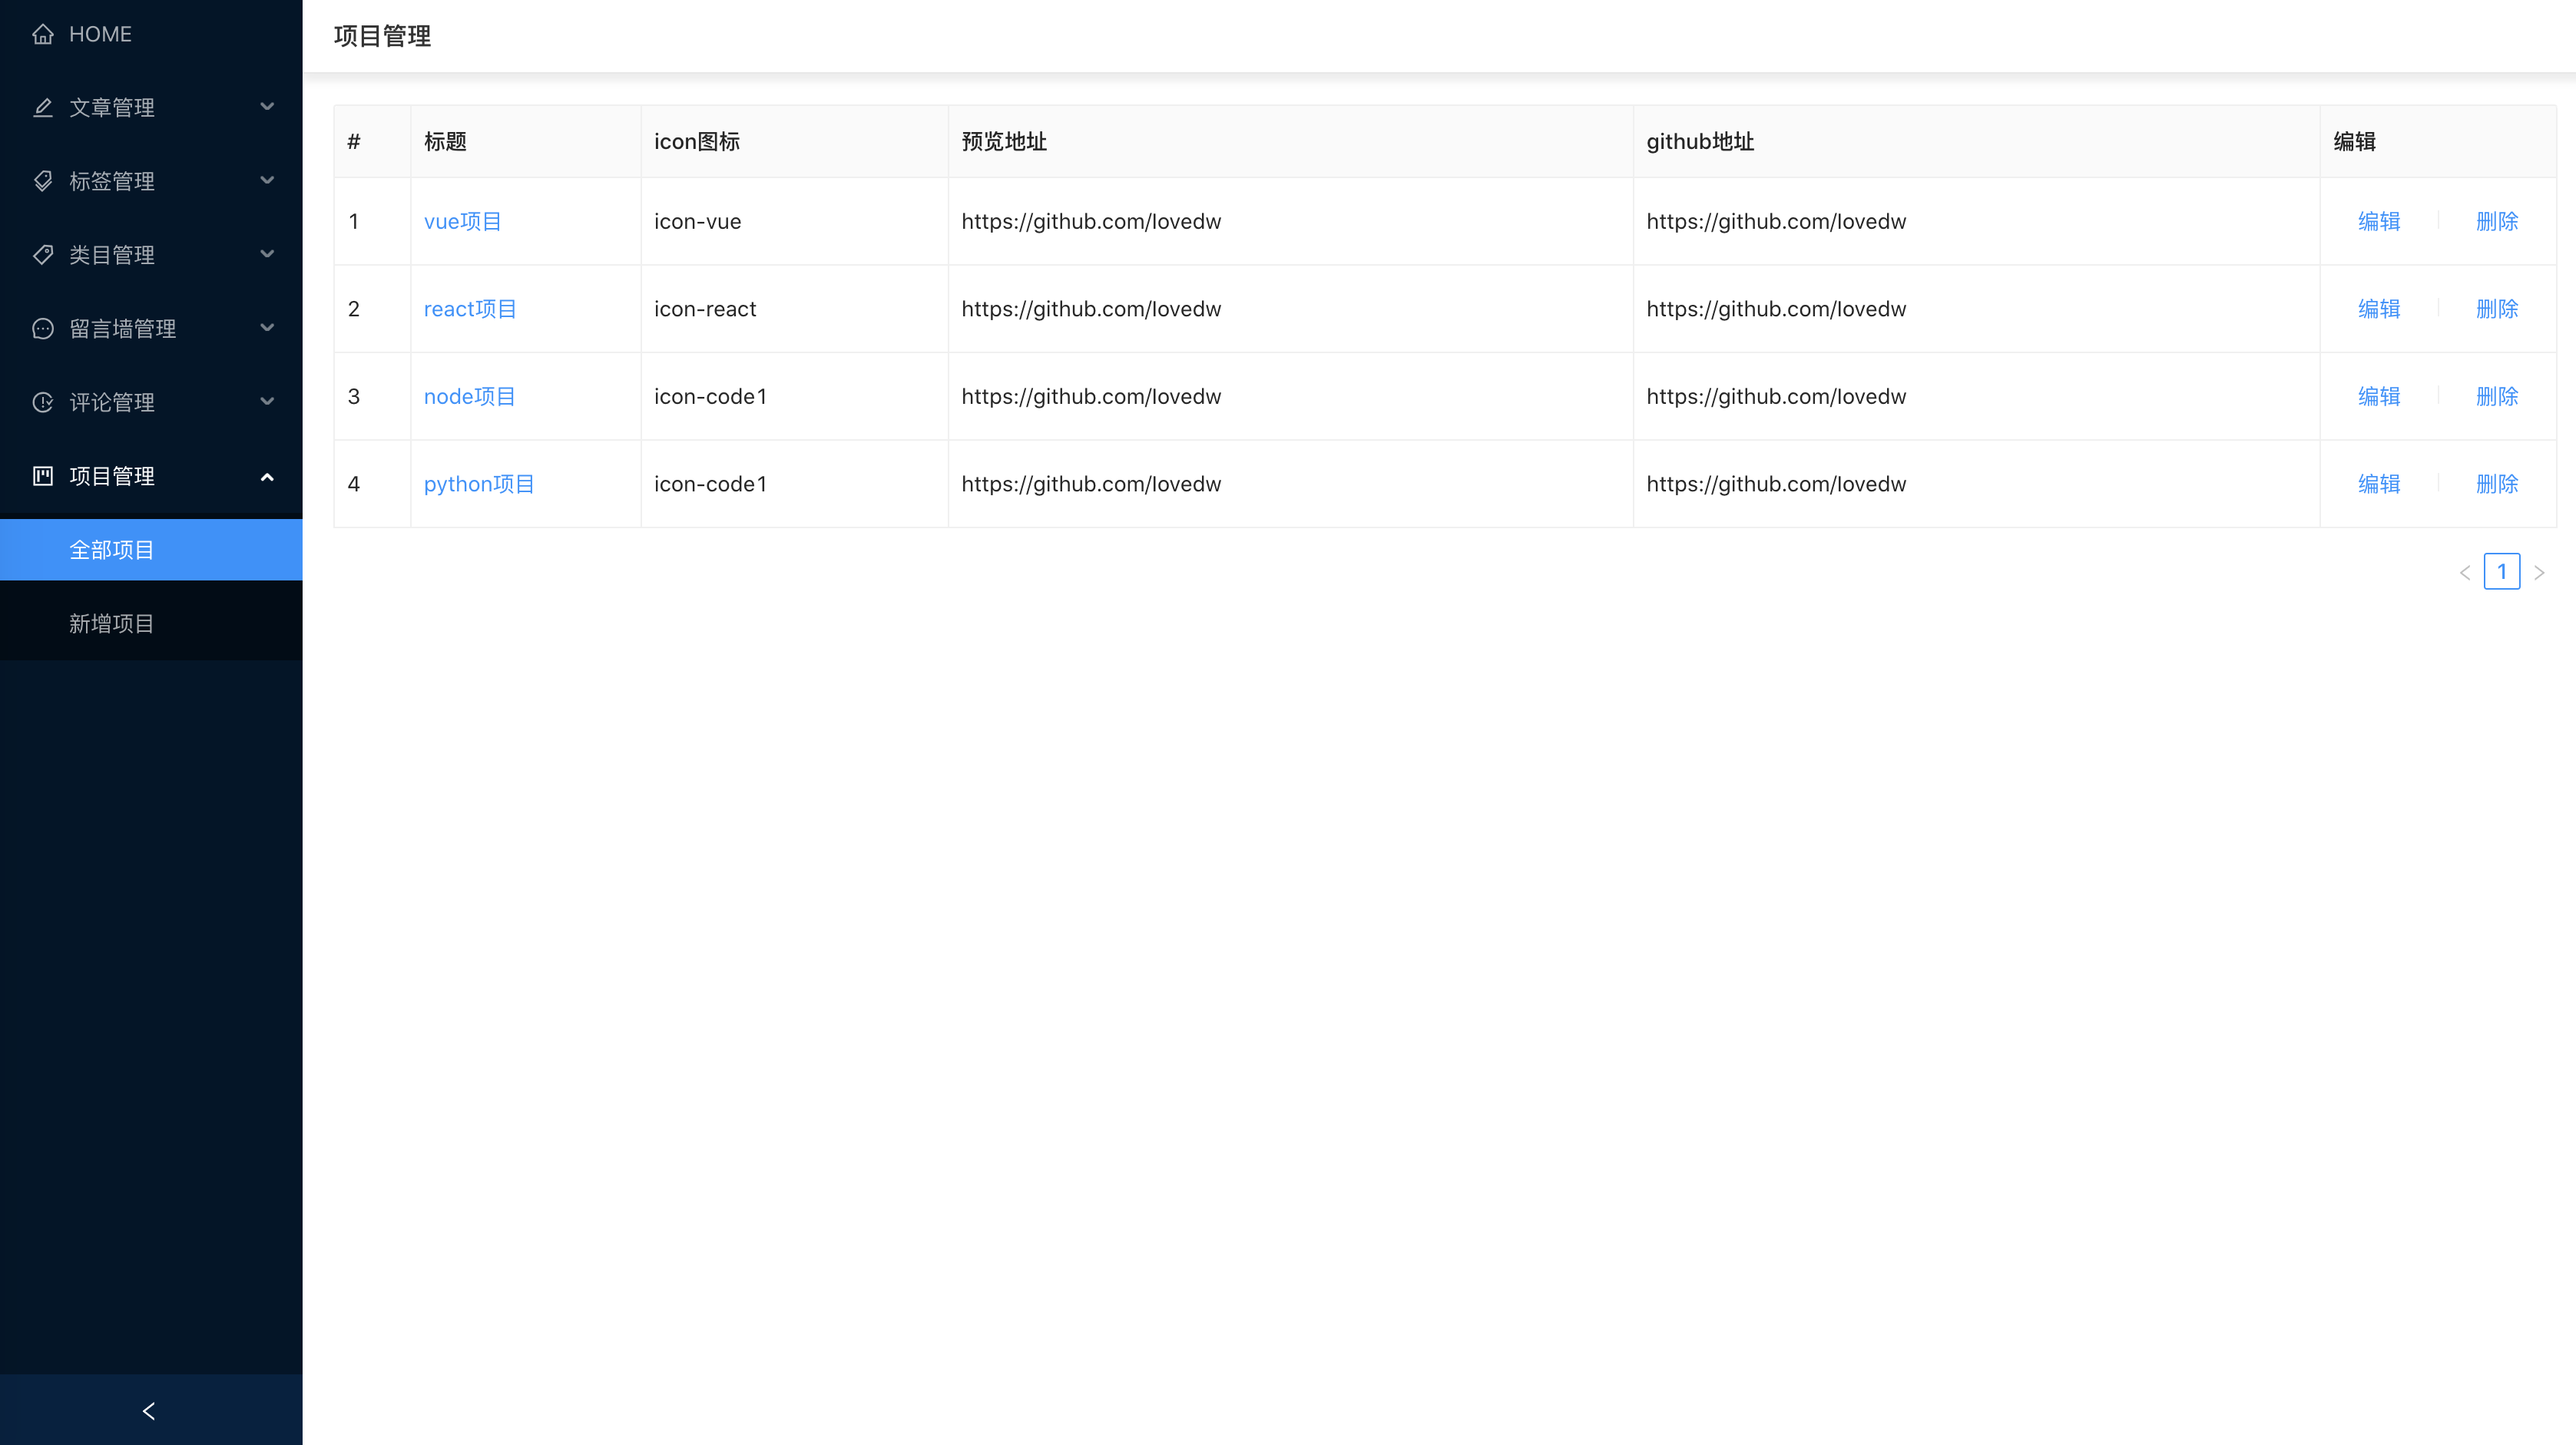 HOME
文章管理
标签管理
类目管理
留言墙管理
评论管理
项目管理
全部项目
新增项目
项目管理
# 标题 icon图标 预览地址 github地址 编辑
1 vue项目 icon-vue https://github.com/lovedw https://github.com/lovedw 编辑 删除
2 react项目 icon-react https://github.com/lovedw https://github.com/lovedw 编辑 删除
3 node项目 icon-code1 https://github.com/lovedw https://github.com/lovedw 编辑 删除
4 python项目 icon-code1 https://github.com/lovedw https://github.com/lovedw 编辑 删除
1